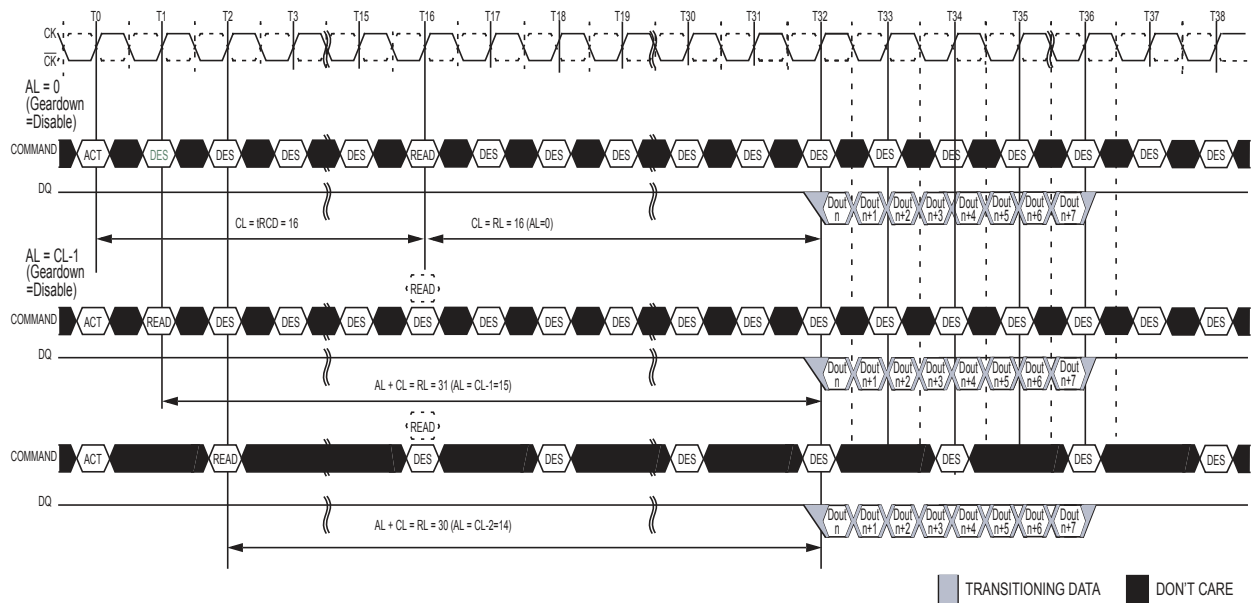 T0 T1 T2 T3 T15 T16 T17 T18 T19 T30 T31 T32 T33 T34 T35 T36 T37 T38
CK
CK
AL = 0
(Geardown
=Disable)
COMMAND ACT DES DES DES DES READ DES DES DES DES DES DES DES DES DES DES DES DES
DQ
Dout Dout Dout Dout Dout Dout Dout Dout
n n+1 n+2 n+3 n+4 n+5 n+6 n+7
CL = tRCD = 16 CL = RL = 16 (AL=0)
AL = CL-1
(Geardown
=Disable)
READ
COMMAND ACT READ DES DES DES DES DES DES DES DES DES DES DES DES DES DES DES DES
DQ
Dout Dout Dout Dout Dout Dout Dout Dout
n n+1 n+2 n+3 n+4 n+5 n+6 n+7
AL + CL = RL = 31 (AL = CL-1=15)
READ
COMMAND ACT READ DES DES DES DES DES DES DES
DQ
Dout Dout Dout Dout Dout Dout Dout Dout
n n+1 n+2 n+3 n+4 n+5 n+6 n+7
AL + CL = RL = 30 (AL = CL-2=14)
TRANSITIONING DATA DON'T CARE